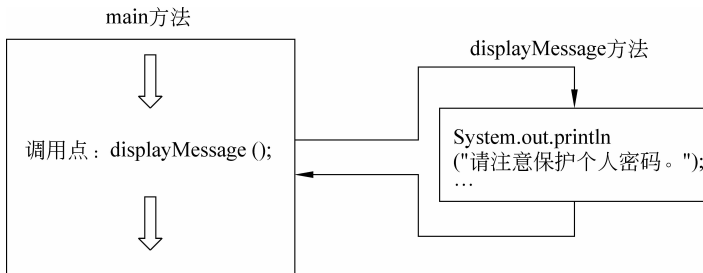 main方法
displayMessage方法
调用点：displayMessage ();
System.out.println
("请注意保护个人密码。");
…